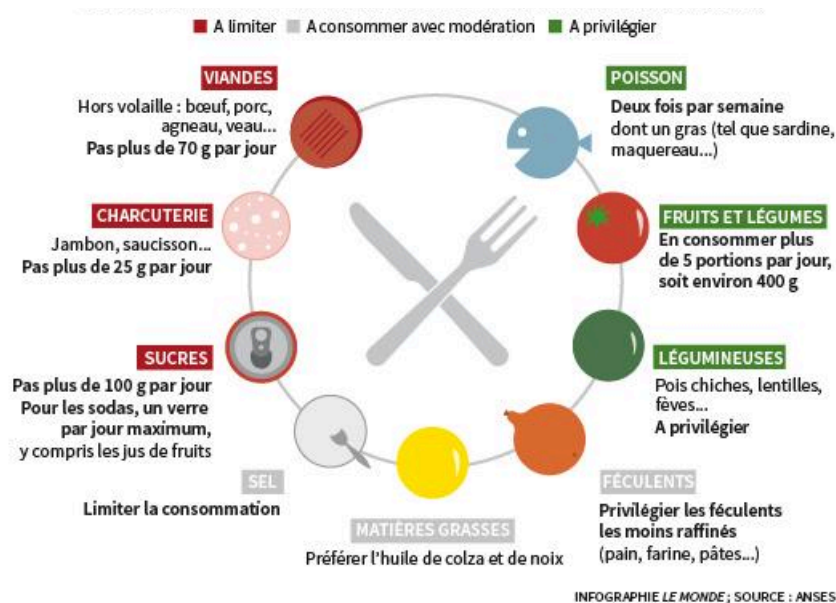 A limiter A consommer avec modération A privilégier
VIANDES
Hors volaille : bœuf, porc,
agneau, veau...
Pas plus de 70 g par jour
POISSON
Deux fois par semaine
dont un gras (tel que sardine,
maquereau...)
CHARCUTERIE
Jambon, saucisson...
Pas plus de 25 g par jour
FRUITS ET LÉGUMES
En consommer plus
de 5 portions par jour,
soit environ 400 g
SUCRES
Pas plus de 100 g par jour
Pour les sodas, un verre
par jour maximum,
y compris les jus de fruits
LÉGUMINEUSES
Pois chiches, lentilles,
fèves...
A privilégier
SEL
Limiter la consommation
MATIÈRES GRASSES
Préférer l'huile de colza et de noix
FÉCULENTS
Privilégier les féculents
les moins raffinés
(pain, farine, pâtes...)
INFOGRAPHIE LE MONDE ; SOURCE : ANSES